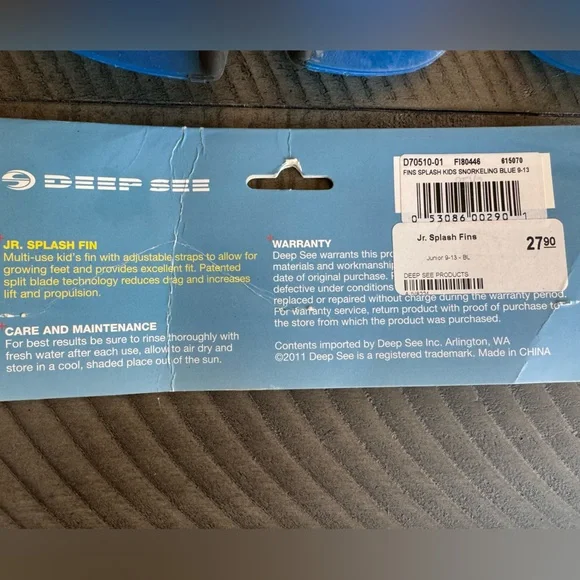 DEEP SEE
JR. SPLASH FIN
Multi-use kid's fin with adjustable straps to allow for
growing feet and provides excellent fit. Patented
split blade technology reduces drag and increases
lift and propulsion.
CARE AND MAINTENANCE
For best results be sure to rinse thoroughly with
fresh water after each use, allow to air dry and
store in a cool, shaded place out of the sun.
WARRANTY
Deep See warrants this
materials and workmanship
date of original purchase.
defective under conditions
replaced or repaired without charge during the warranty period.
For warranty service, return product with proof of purchase to
the store from which the product was purchased.
Contents imported by Deep See Inc. Arlington, WA
©2011 Deep See is a registered trademark. Made in CHINA
D70510-01 FI80446 615070
FINS SPLASH KIDS SNORKELING BLUE 9-13
0 53086 00290 1
Jr. Splash Fins
27.90
Junior 9-13 - BL
DEEP SEE PRODUCTS